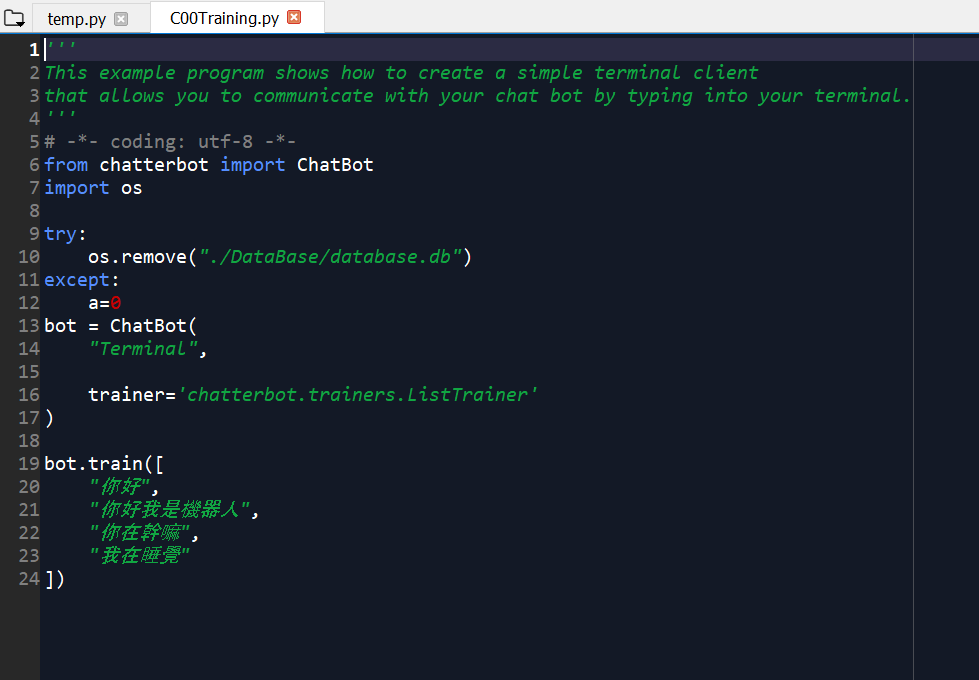 temp.py
C00Training.py
1 '''
2 This example program shows how to create a simple terminal client
3 that allows you to communicate with your chat bot by typing into your terminal.
4 '''
5 # -*- coding: utf-8 -*-
6 from chatterbot import ChatBot
7 import os
8
9 try:
10     os.remove("./DataBase/database.db")
11 except:
12     a=0
13 bot = ChatBot(
14     "Terminal",
15
16     trainer='chatterbot.trainers.ListTrainer'
17 )
18
19 bot.train([
20     "你好",
21     "你好我是機器人",
22     "你在幹嘛",
23     "我在睡覺"
24 ])